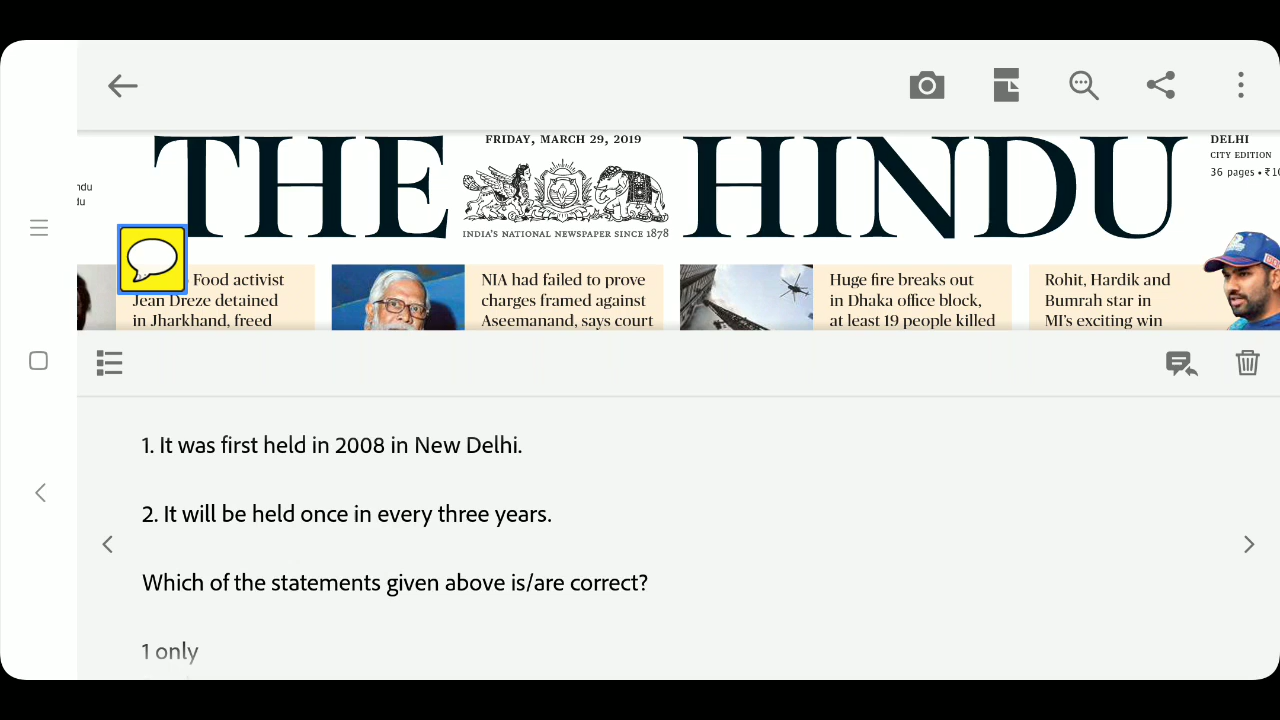 FRIDAY, MARCH 29, 2019
THE HINDU
INDIA'S NATIONAL NEWSPAPER SINCE 1878
DELHI
CITY EDITION
36 pages • ₹10
ndu
du
Food activist
Jean Dreze detained
in Jharkhand, freed
NIA had failed to prove
charges framed against
Aseemanand, says court
Huge fire breaks out
in Dhaka office block,
at least 19 people killed
Rohit, Hardik and
Bumrah star in
MI's exciting win
1. It was first held in 2008 in New Delhi.
2. It will be held once in every three years.
Which of the statements given above is/are correct?
1 only